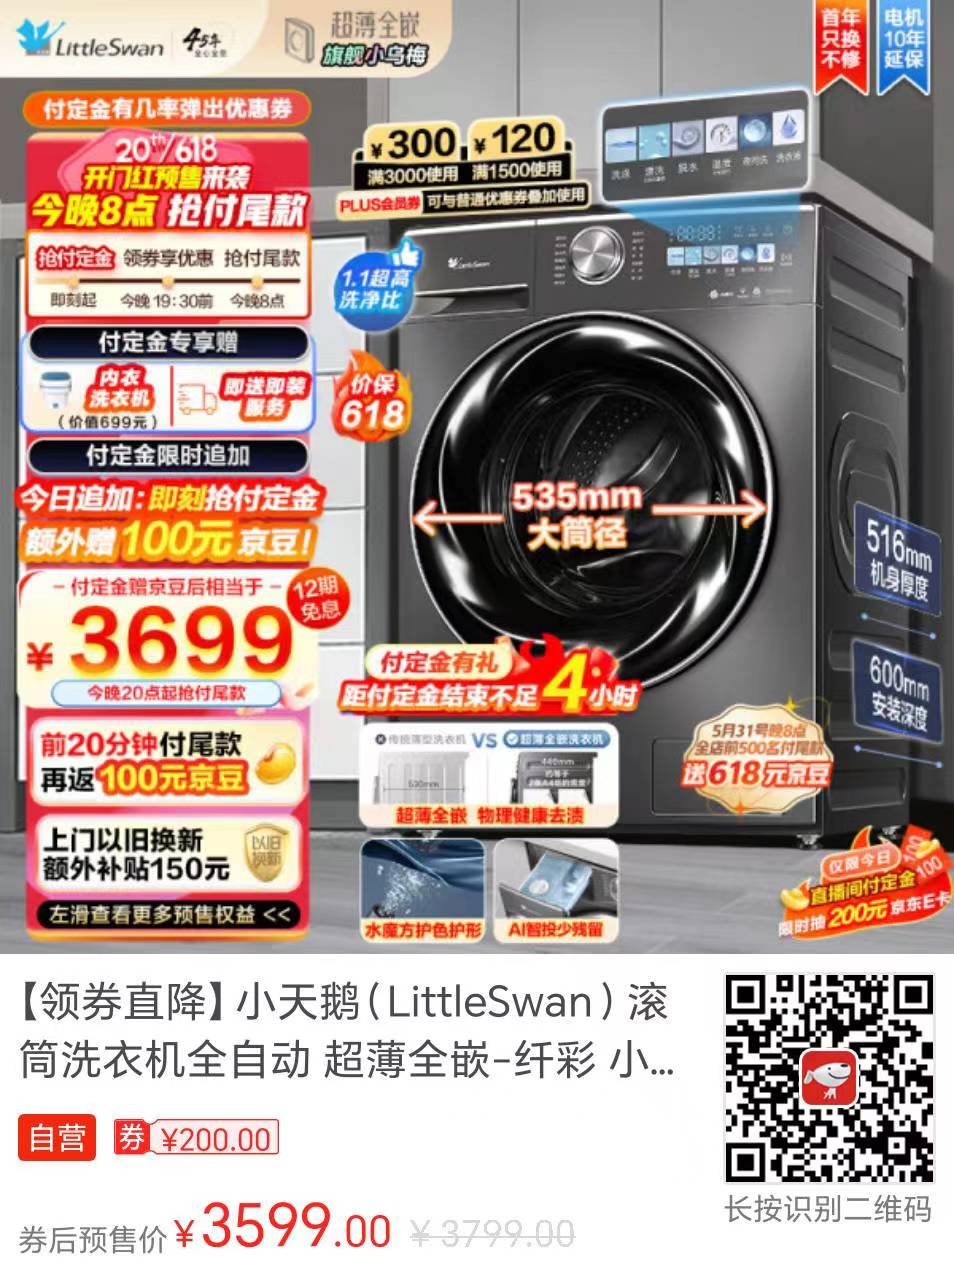 LittleSwan
45年
超薄全嵌
旗舰小乌梅
首年
只换
不修
电机
10年
延保
付定金有几率弹出优惠券
20th/618
开门红预售来袭
今晚8点 抢付尾款
抢付定金 领券享优惠 抢付尾款
即刻起 今晚19:30前 今晚8点
付定金专享赠
内衣
洗衣机
(价值699元)
即送即装
服务
付定金限时追加
今日追加:即刻抢付定金
额外赠100元京豆!
- 付定金赠京豆后相当于 -
12期
免息
¥3699
今晚20点起抢付尾款
前20分钟付尾款
再返100元京豆
上门以旧换新
额外补贴150元
以旧
换新
左滑查看更多预售权益 <<
¥300
满3000使用
¥120
满1500使用
PLUS会员券 可与普通优惠券叠加使用
1.1超高
洗净比
价保
618
LittleSwan
535mm
大筒径
516mm
机身厚度
600mm
安装深度
付定金有礼
距付定金结束不足4小时
传统薄型洗衣机 VS 超薄全嵌洗衣机
530mm
440mm
超薄全嵌 物理健康去渍
水魔方护色护形
AI智投少残留
5月31号晚8点
全店前500名付尾款
送618元京豆
仅限今日
直播间付定金
限时抽200元京东E卡
100
100
【领券直降】小天鹅(LittleSwan)滚
筒洗衣机全自动 超薄全嵌-纤彩 小...
自营
券 ¥200.00
券后预售价 ¥3599.00 ¥3799.00
长按识别二维码